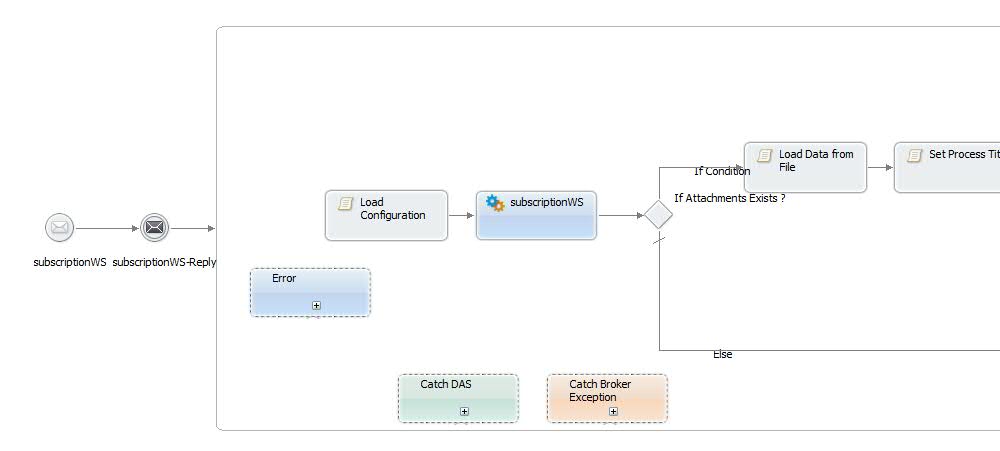 Load Data from
File
Set Process Tit
If Condition
If Attachments Exists ?
Load
Configuration
subscriptionWS
subscriptionWS
subscriptionWS-Reply
Error
Else
Catch DAS
Catch Broker
Exception